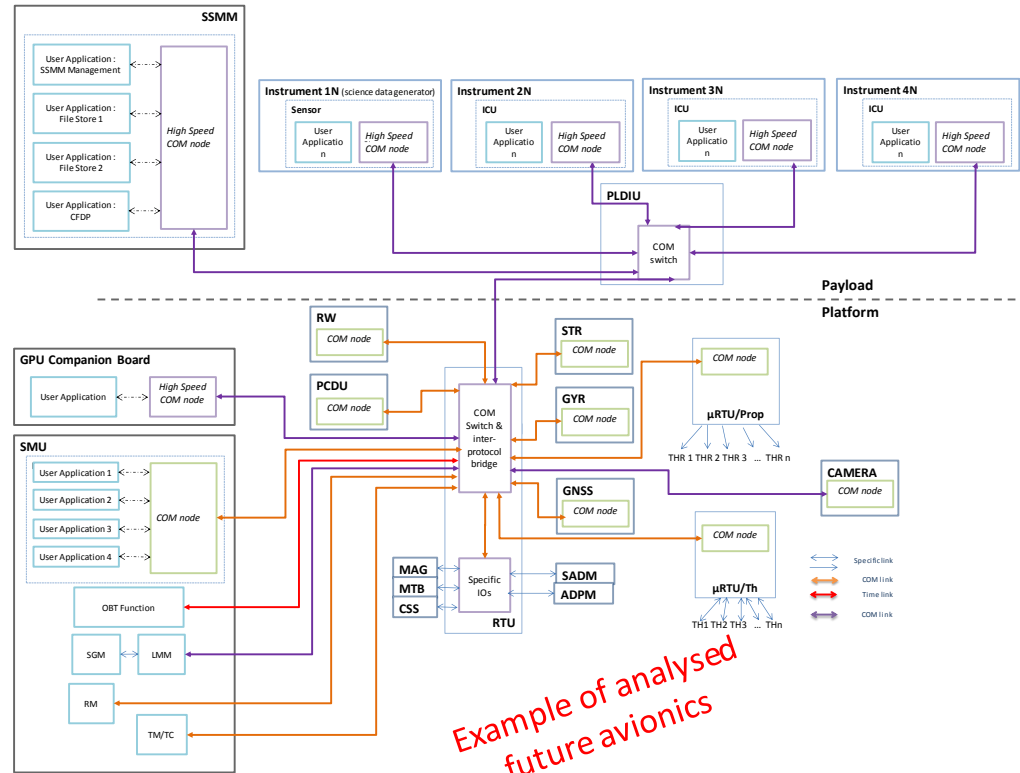 SSMM
User Application :
SSMM Management
User Application :
File Store 1
User Application :
File Store 2
User Application :
CFDP
High Speed
COM node
Instrument 1N (science data generator)
Sensor
User
Applicatio
n
High Speed
COM node
Instrument 2N
ICU
User
Applicatio
n
High Speed
COM node
Instrument 3N
ICU
User
Applicatio
n
High Speed
COM node
Instrument 4N
ICU
User
Applicatio
n
High Speed
COM node
PLDIU
COM
switch
Payload
Platform
RW
COM node
STR
COM node
GPU Companion Board
User Application
High Speed
COM node
PCDU
COM node
COM
Switch &
inter-
protocol
bridge
GYR
COM node
COM node
µRTU/Prop
THR 1 THR 2 THR 3 ... THR n
SMU
User Application 1
User Application 2
User Application 3
User Application 4
COM node
GNSS
COM node
CAMERA
COM node
COM node
µRTU/Th
TH1 TH2 TH3 ... THn
MAG
MTB
CSS
Specific
IOs
SADM
ADPM
RTU
OBT Function
SGM
LMM
RM
TM/TC
Specific link
COM link
Time link
COM link
Example of analysed
future avionics